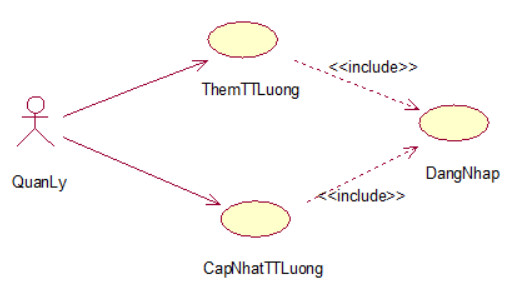 <<include>>
ThemTTLuong
QuanLy
DangNhap
<<include>>
CapNhatTTLuong